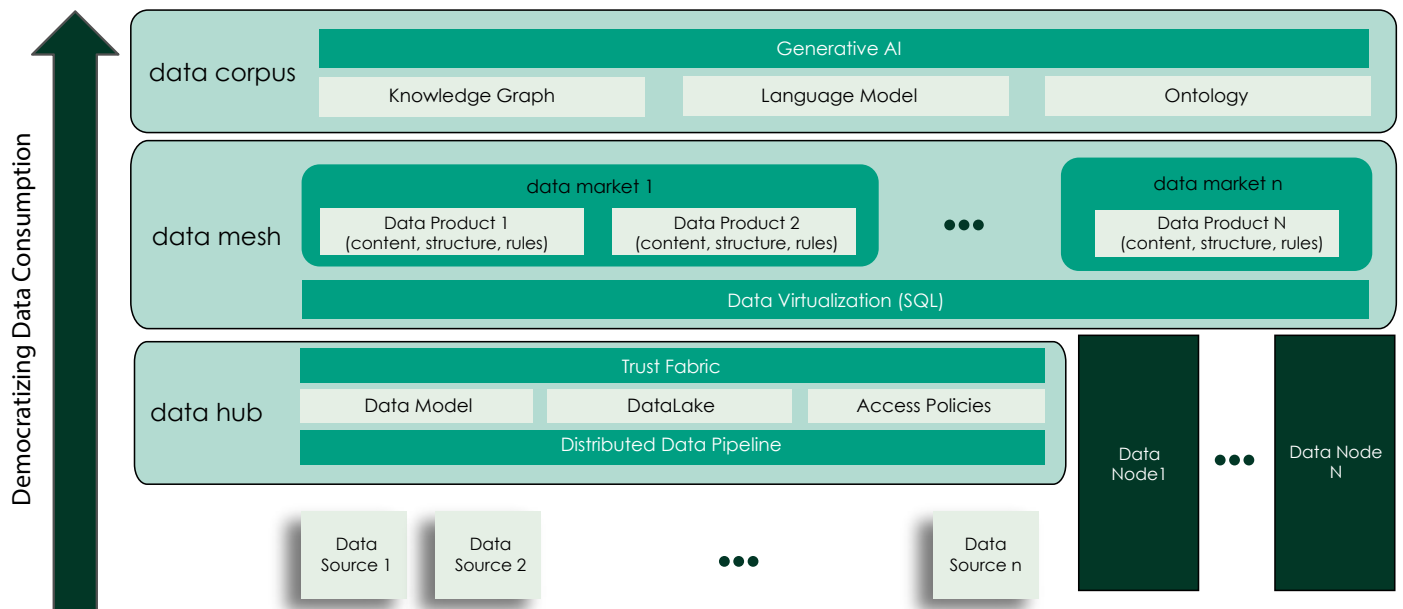 Democratizing Data Consumption
data corpus
Generative AI
Knowledge Graph
Language Model
Ontology
data mesh
data market 1
Data Product 1
(content, structure, rules)
Data Product 2
(content, structure, rules)
data market n
Data Product N
(content, structure, rules)
Data Virtualization (SQL)
data hub
Trust Fabric
Data Model
DataLake
Access Policies
Distributed Data Pipeline
Data
Node1
Data Node
N
Data
Source 1
Data
Source 2
Data
Source n